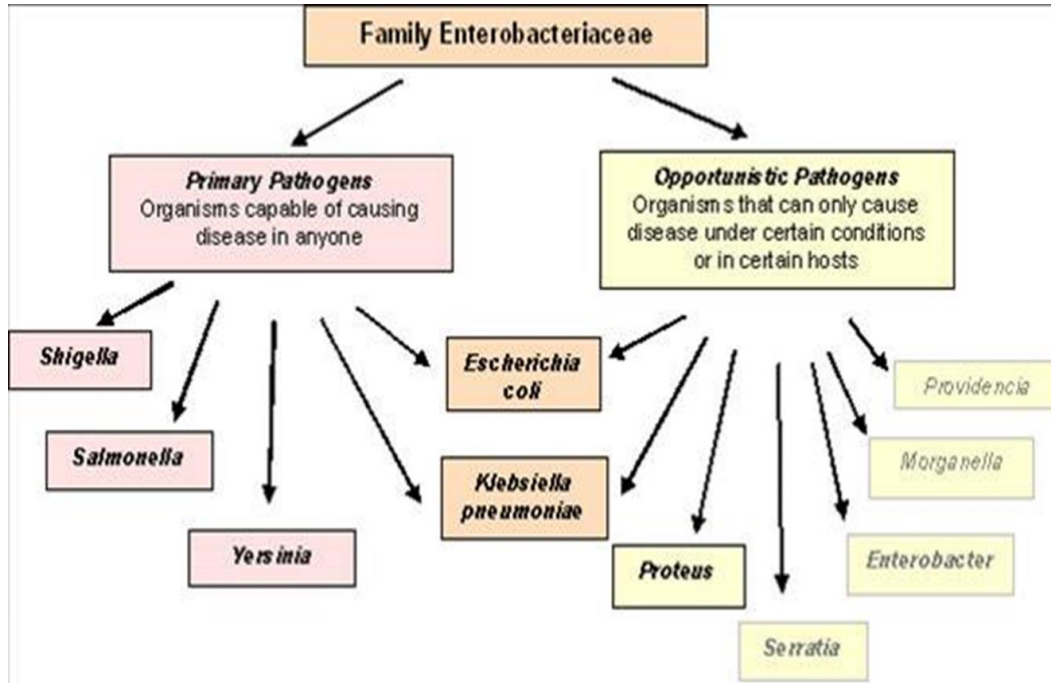 Family Enterobacteriaceae
Primary Pathogens
Organisms capable of causing
disease in anyone
Opportunistic Pathogens
Organisms that can only cause
disease under certain conditions
or in certain hosts
Shigella
Escherichia
coli
Providencia
Salmonella
Morganella
Klebsiella
pneumoniae
Yersinia
Proteus
Enterobacter
Serratia